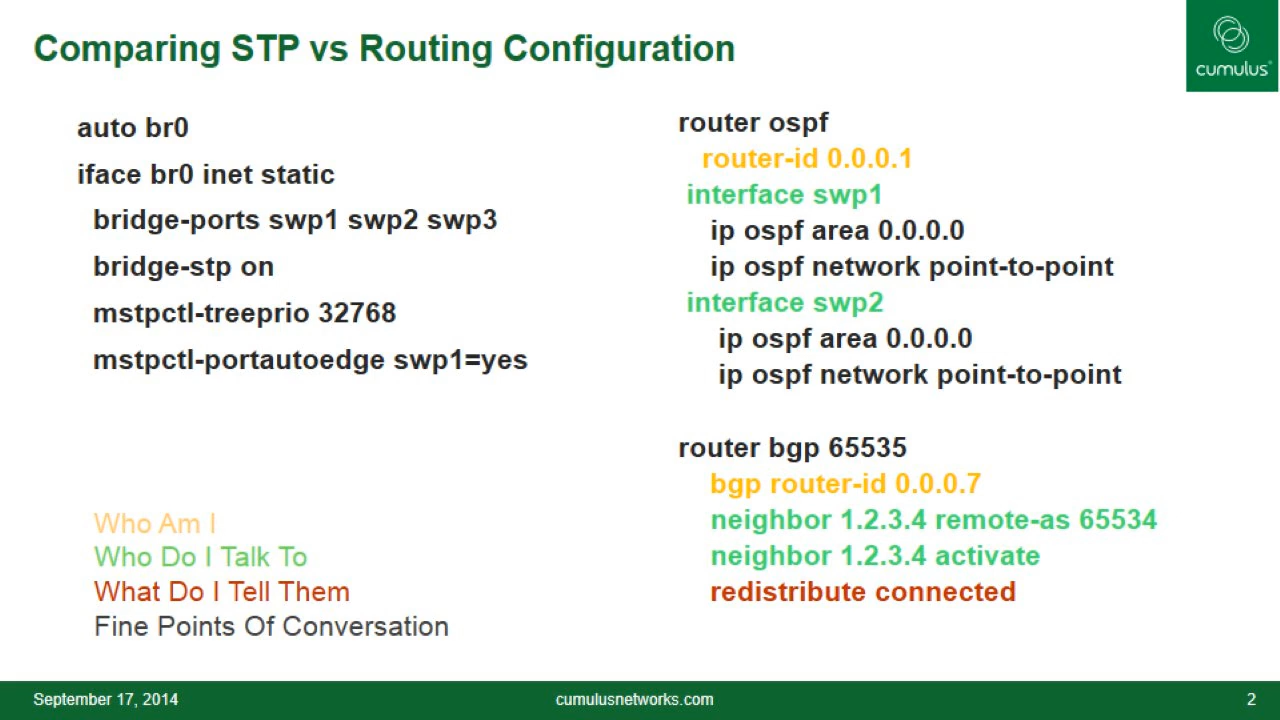 Comparing STP vs Routing Configuration
cumulus
auto br0
iface br0 inet static
bridge-ports swp1 swp2 swp3
bridge-stp on
mstpctl-treeprio 32768
mstpctl-portautoedge swp1=yes
Who Am I
Who Do I Talk To
What Do I Tell Them
Fine Points Of Conversation
router ospf
router-id 0.0.0.1
interface swp1
ip ospf area 0.0.0.0
ip ospf network point-to-point
interface swp2
ip ospf area 0.0.0.0
ip ospf network point-to-point
router bgp 65535
bgp router-id 0.0.0.7
neighbor 1.2.3.4 remote-as 65534
neighbor 1.2.3.4 activate
redistribute connected
September 17, 2014
cumulusnetworks.com
2